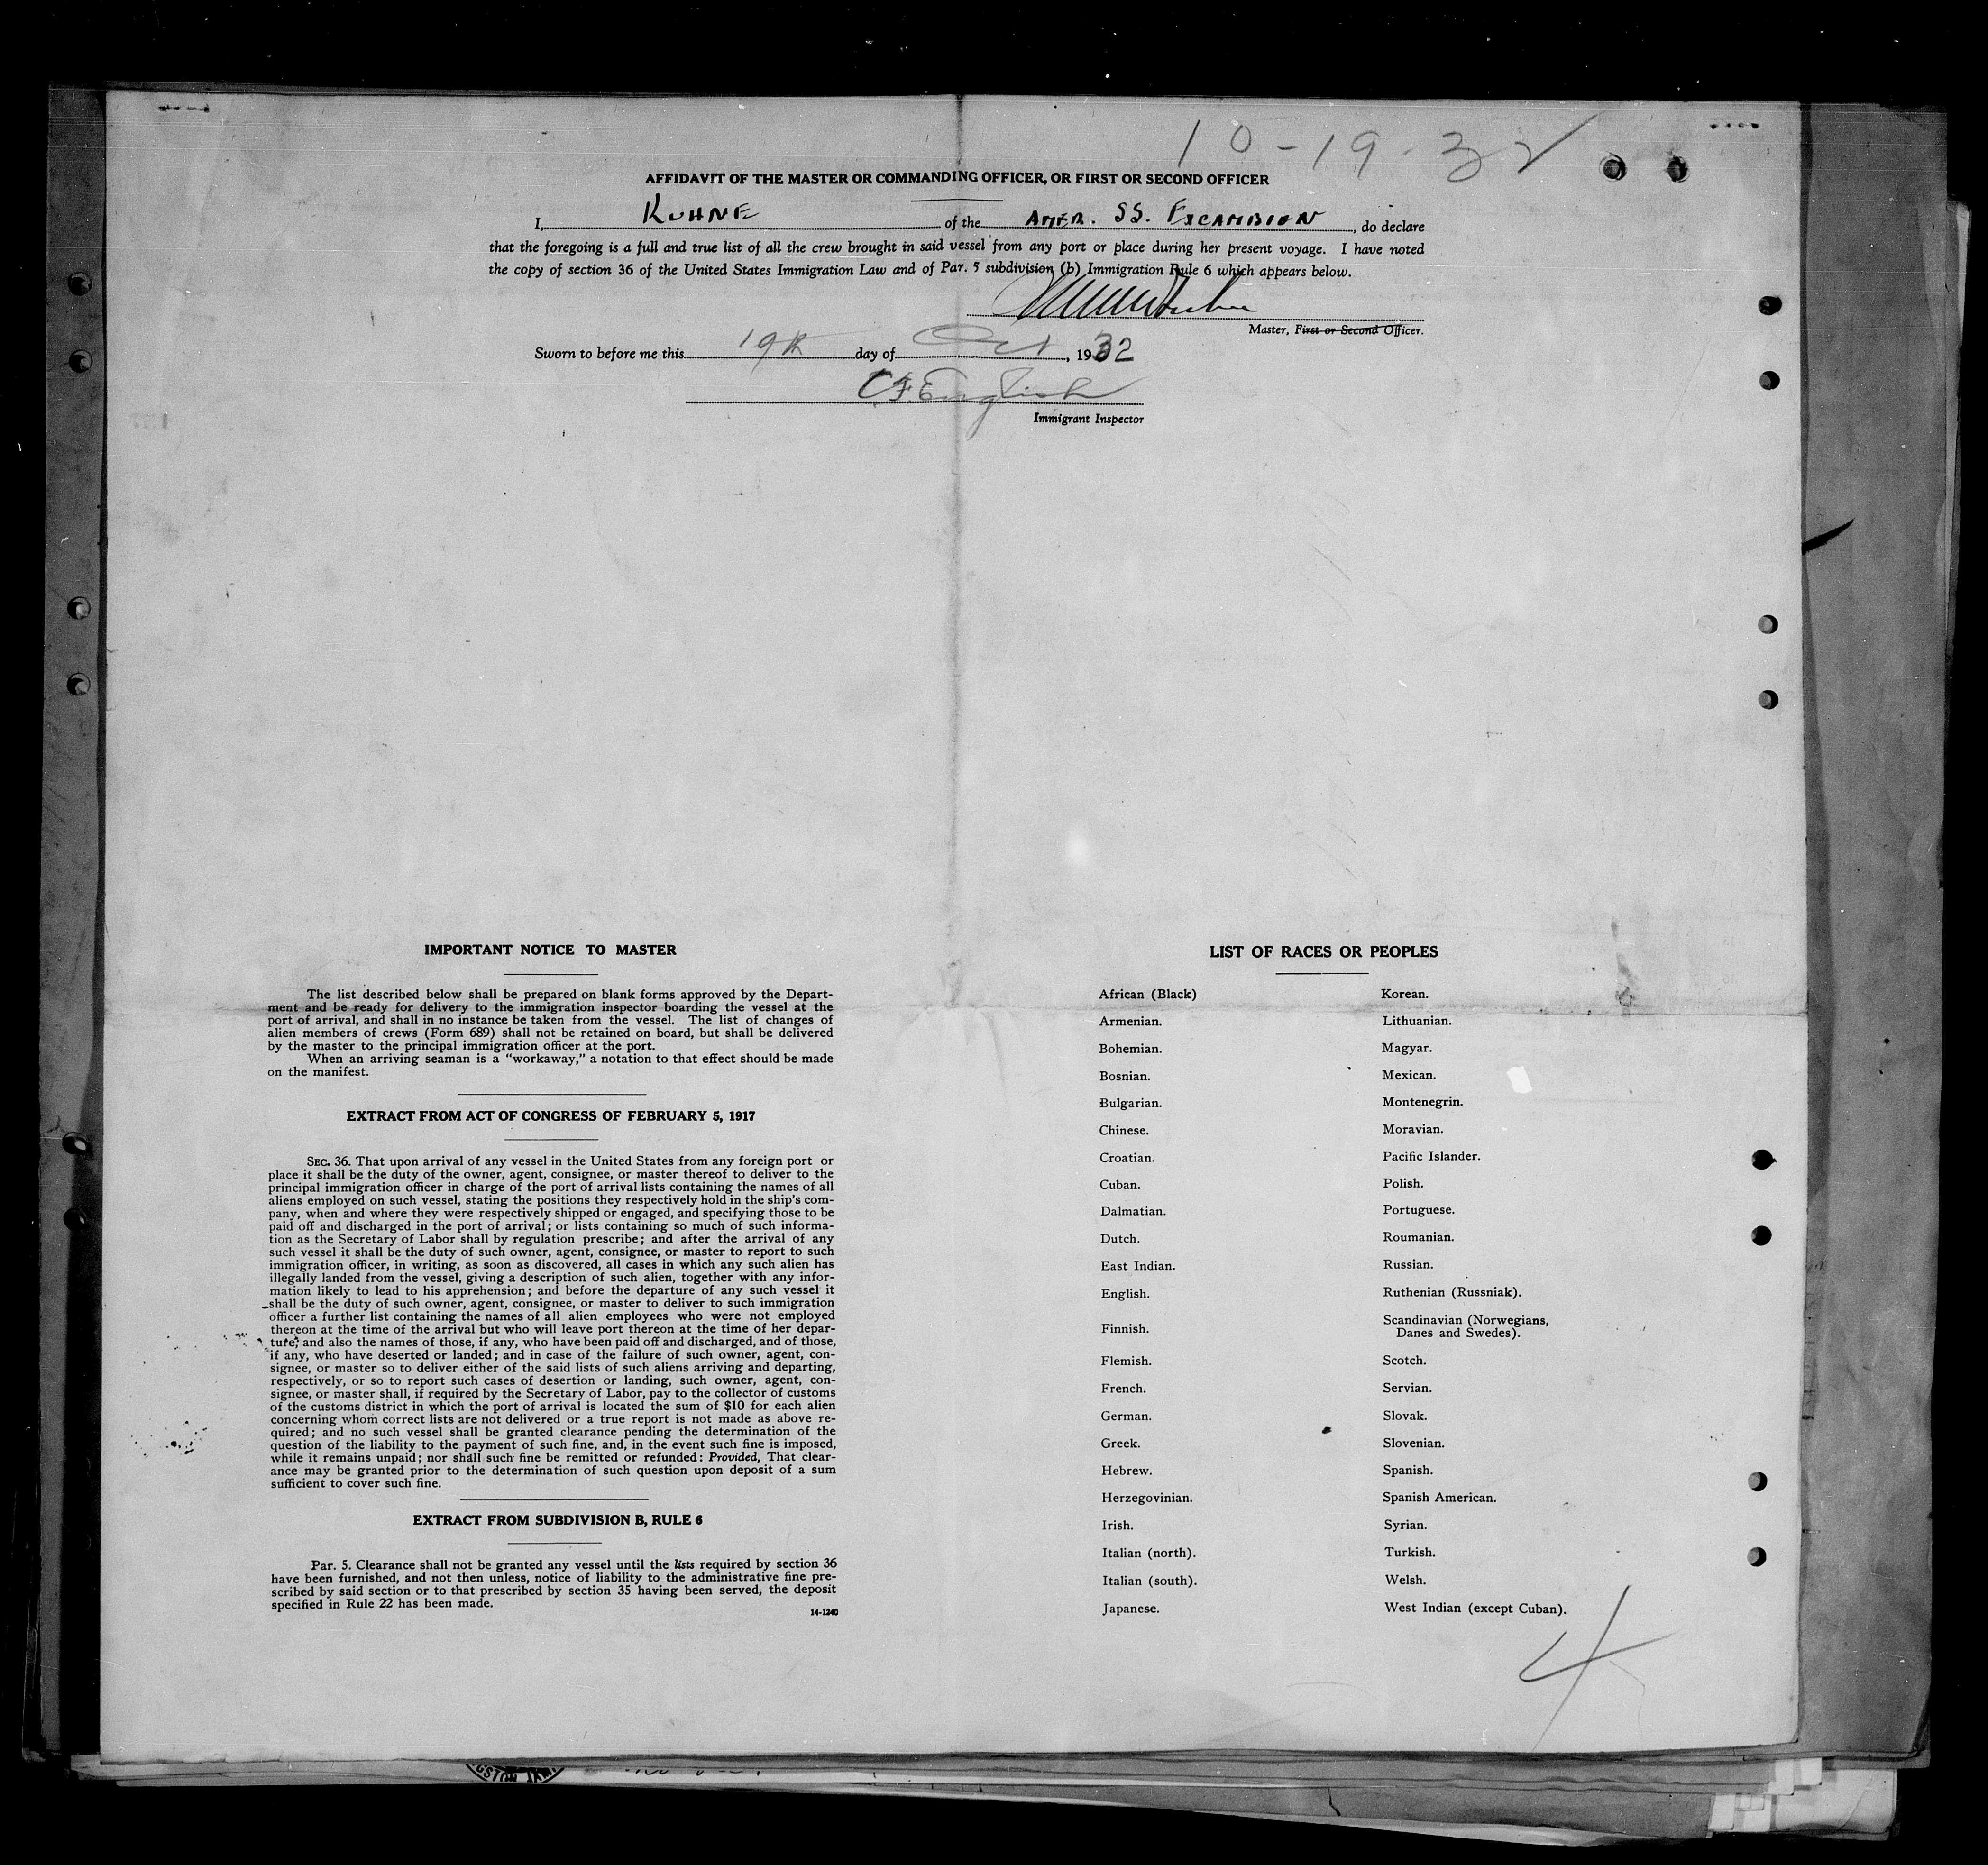 10-19-32
AFFIDAVIT OF THE MASTER OR COMMANDING OFFICER, OR FIRST OR SECOND OFFICER
I, KUHNE of the AMER. SS. EXCAMBION, do declare
that the foregoing is a full and true list of all the crew brought in said vessel from any port or place during her present voyage. I have noted
the copy of section 36 of the United States Immigration Law and of Par. 5 subdivision (b) Immigration Rule 6 which appears below.
Master, First or Second Officer.
Sworn to before me this 19th day of Oct, 1932
C.F. English
Immigrant Inspector
IMPORTANT NOTICE TO MASTER
The list described below shall be prepared on blank forms approved by the Depart-
ment and be ready for delivery to the immigration inspector boarding the vessel at the
port of arrival, and shall in no instance be taken from the vessel. The list of changes of
alien members of crews (Form 689) shall not be retained on board, but shall be delivered
by the master to the principal immigration officer at the port.
When an arriving seaman is a "workaway," a notation to that effect should be made
on the manifest.
EXTRACT FROM ACT OF CONGRESS OF FEBRUARY 5, 1917
SEC. 36. That upon arrival of any vessel in the United States from any foreign port or
place it shall be the duty of the owner, agent, consignee, or master thereof to deliver to the
principal immigration officer in charge of the port of arrival lists containing the names of all
aliens employed on such vessel, stating the positions they respectively hold in the ship's com-
pany, when and where they were respectively shipped or engaged, and specifying those to be
paid off and discharged in the port of arrival; or lists containing so much of such informa-
tion as the Secretary of Labor shall by regulation prescribe; and after the arrival of any
such vessel it shall be the duty of such owner, agent, consignee, or master to report to such
immigration officer, in writing, as soon as discovered, all cases in which any such alien has
illegally landed from the vessel, giving a description of such alien, together with any infor-
mation likely to lead to his apprehension; and before the departure of any such vessel it
shall be the duty of such owner, agent, consignee, or master to deliver to such immigration
officer a further list containing the names of all alien employees who were not employed
thereon at the time of the arrival but who will leave port thereon at the time of her depar-
ture, and also the names of those, if any, who have been paid off and discharged, and of those,
if any, who have deserted or landed; and in case of the failure of such owner, agent, con-
signee, or master so to deliver either of the said lists of such aliens arriving and departing,
respectively, or so to report such cases of desertion or landing, such owner, agent, con-
signee, or master shall, if required by the Secretary of Labor, pay to the collector of customs
of the customs district in which the port of arrival is located the sum of $10 for each alien
concerning whom correct lists are not delivered or a true report is not made as above re-
quired; and no such vessel shall be granted clearance pending the determination of the
question of the liability to the payment of such fine, and, in the event such fine is imposed,
while it remains unpaid; nor shall such fine be remitted or refunded: Provided, That clear-
ance may be granted prior to the determination of such question upon deposit of a sum
sufficient to cover such fine.
EXTRACT FROM SUBDIVISION B, RULE 6
Par. 5. Clearance shall not be granted any vessel until the lists required by section 36
have been furnished, and not then unless, notice of liability to the administrative fine pre-
scribed by said section or to that prescribed by section 35 having been served, the deposit
specified in Rule 22 has been made.
14-1240
LIST OF RACES OR PEOPLES
African (Black)
Armenian.
Bohemian.
Bosnian.
Bulgarian.
Chinese.
Croatian.
Cuban.
Dalmatian.
Dutch.
East Indian.
English.
Finnish.
Flemish.
French.
German.
Greek.
Hebrew.
Herzegovinian.
Irish.
Italian (north).
Italian (south).
Japanese.
Korean.
Lithuanian.
Magyar.
Mexican.
Montenegrin.
Moravian.
Pacific Islander.
Polish.
Portuguese.
Roumanian.
Russian.
Ruthenian (Russniak).
Scandinavian (Norwegians,
Danes and Swedes).
Scotch.
Servian.
Slovak.
Slovenian.
Spanish.
Spanish American.
Syrian.
Turkish.
Welsh.
West Indian (except Cuban).
4